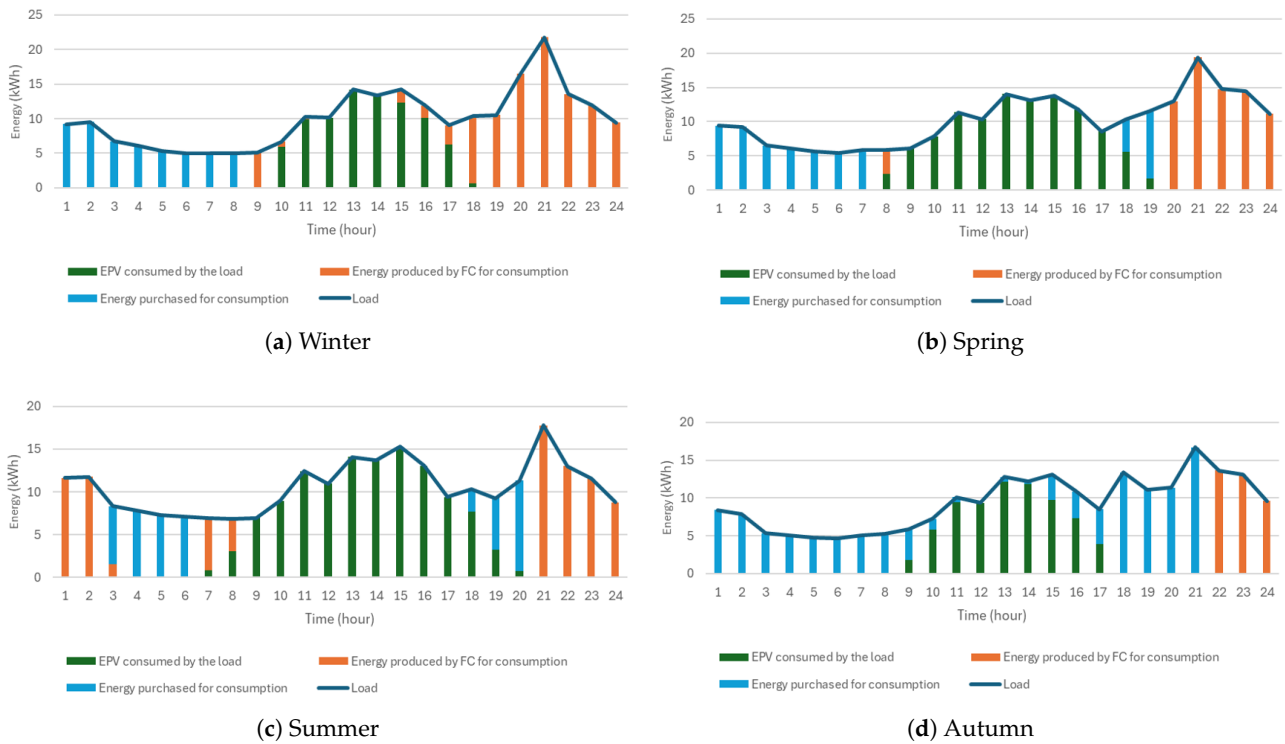 25
20
15
10
5
0
Energy (kWh)
1 2 3 4 5 6 7 8 9 10 11 12 13 14 15 16 17 18 19 20 21 22 23 24
Time (hour)
EPV consumed by the load
Energy produced by FC for consumption
Energy purchased for consumption
Load
(a) Winter
25
20
15
10
5
0
Energy (kWh)
1 2 3 4 5 6 7 8 9 10 11 12 13 14 15 16 17 18 19 20 21 22 23 24
Time (hour)
EPV consumed by the load
Energy produced by FC for consumption
Energy purchased for consumption
Load
(b) Spring
20
15
10
5
0
Energy (kWh)
1 2 3 4 5 6 7 8 9 10 11 12 13 14 15 16 17 18 19 20 21 22 23 24
Time (hour)
EPV consumed by the load
Energy produced by FC for consumption
Energy purchased for consumption
Load
(c) Summer
20
15
10
5
0
Energy (kWh)
1 2 3 4 5 6 7 8 9 10 11 12 13 14 15 16 17 18 19 20 21 22 23 24
Time (hour)
EPV consumed by the load
Energy produced by FC for consumption
Energy purchased for consumption
Load
(d) Autumn